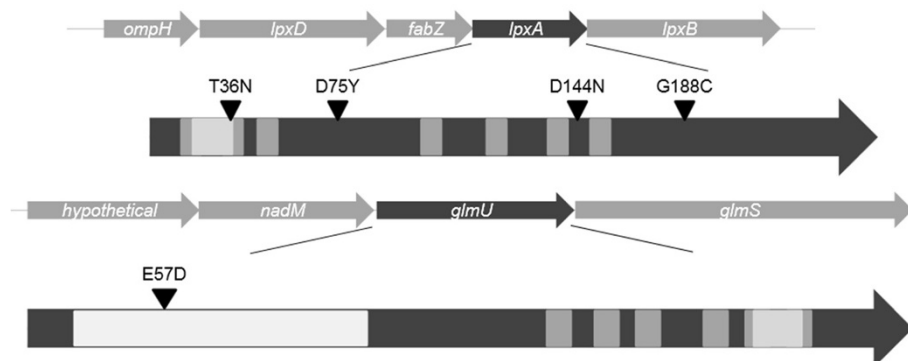 ompH lpxD fabZ lpxA lpxB
T36N D75Y D144N G188C
hypothetical nadM glmU glmS
E57D